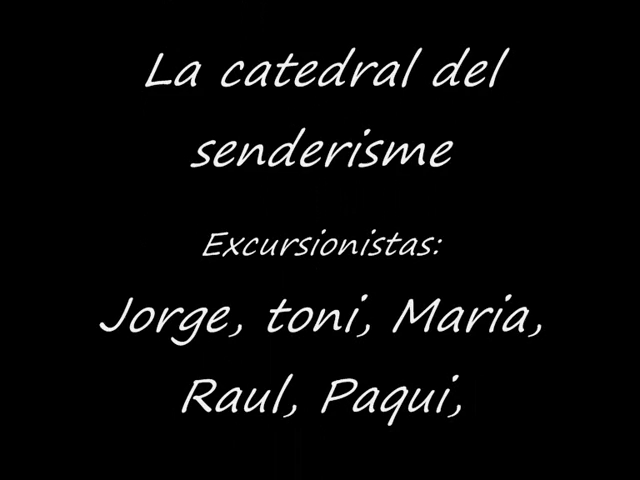 La catedral del
senderisme
Excursionistas:
Jorge, toni, Maria,
Raul, Paqui,